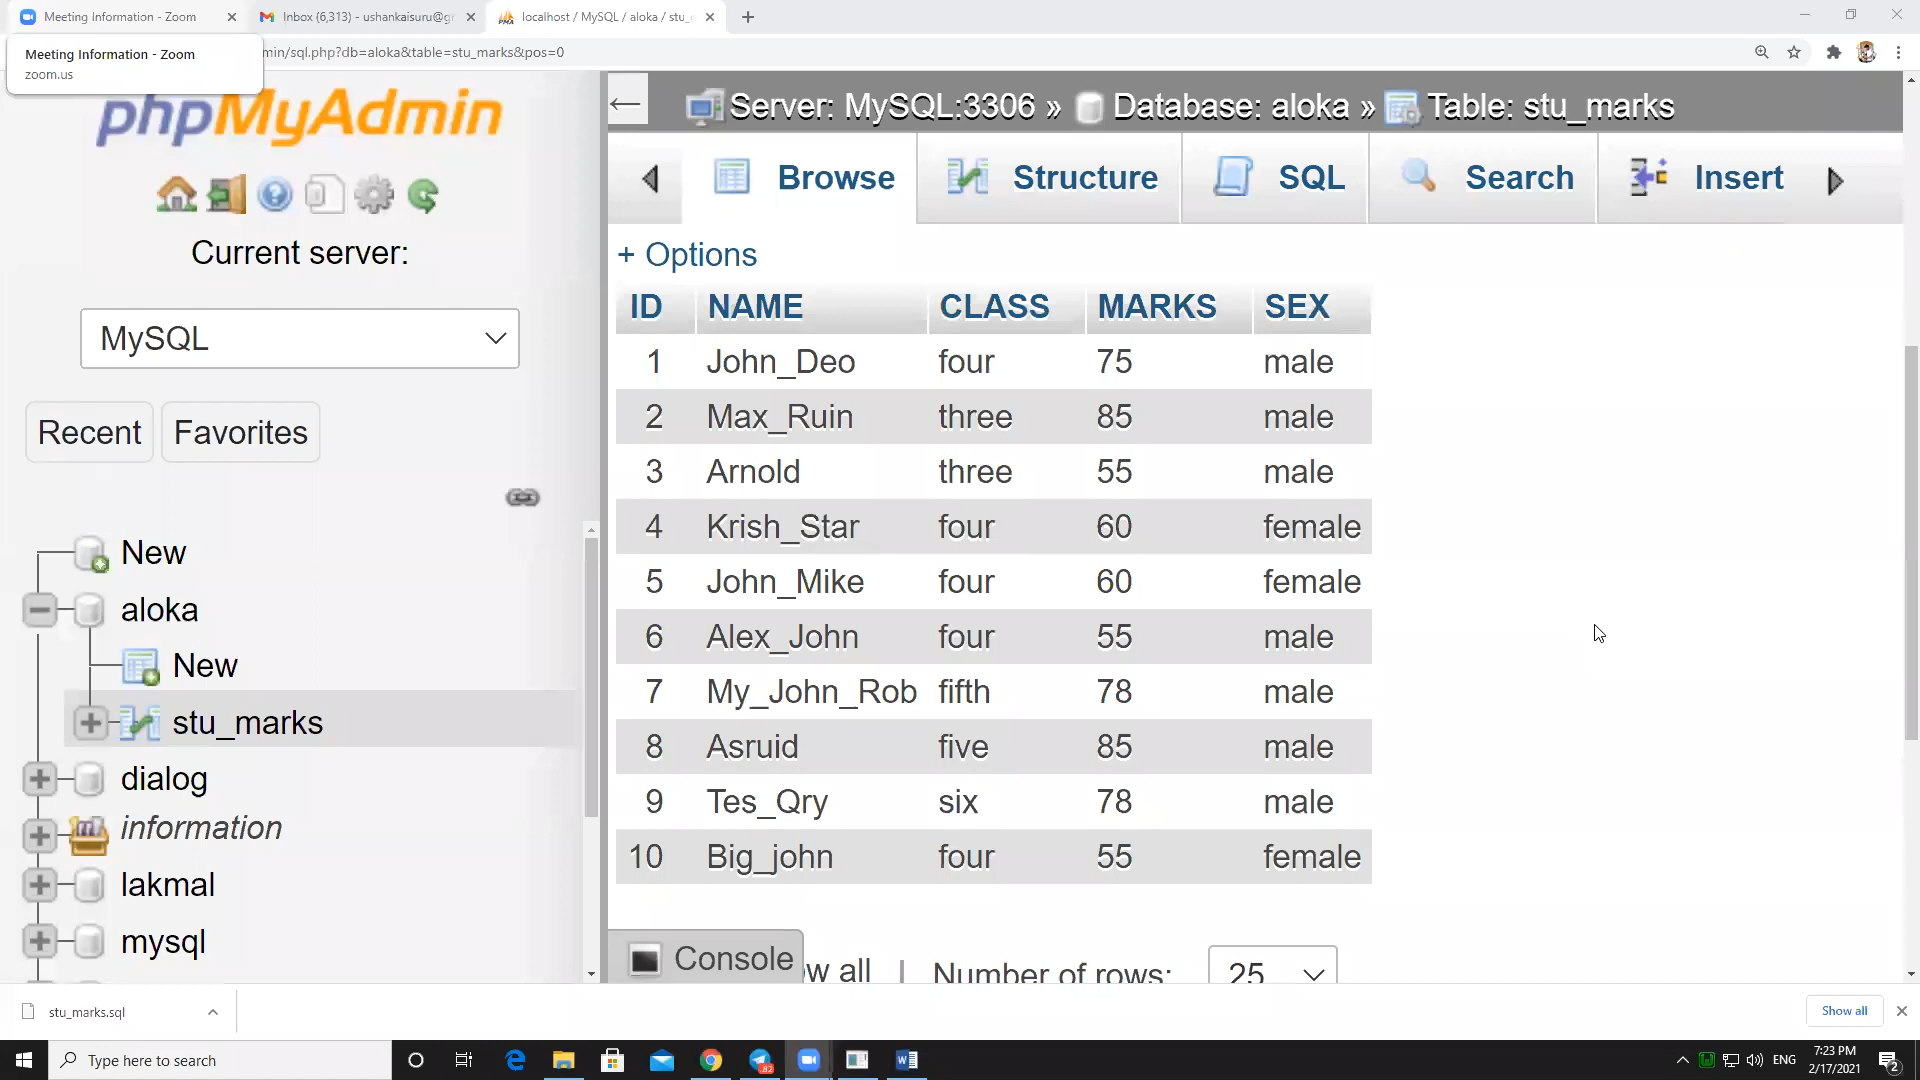 Meeting Information - Zoom
Inbox (6,313) - ushankaisuru@g
localhost / MySQL / aloka / stu_
Meeting Information - Zoom
zoom.us
min/sql.php?db=aloka&table=stu_marks&pos=0
phpMyAdmin
Current server:
MySQL
Recent Favorites
New
aloka
New
stu_marks
dialog
information
lakmal
mysql
Server: MySQL:3306 » Database: aloka » Table: stu_marks
Browse Structure SQL Search Insert
+ Options
ID NAME CLASS MARKS SEX
1 John_Deo four 75 male
2 Max_Ruin three 85 male
3 Arnold three 55 male
4 Krish_Star four 60 female
5 John_Mike four 60 female
6 Alex_John four 55 male
7 My_John_Rob fifth 78 male
8 Asruid five 85 male
9 Tes_Qry six 78 male
10 Big_john four 55 female
Console w all | Number of rows: 25
stu_marks.sql
Show all
Type here to search
82
ENG
7:23 PM
2/17/2021
2